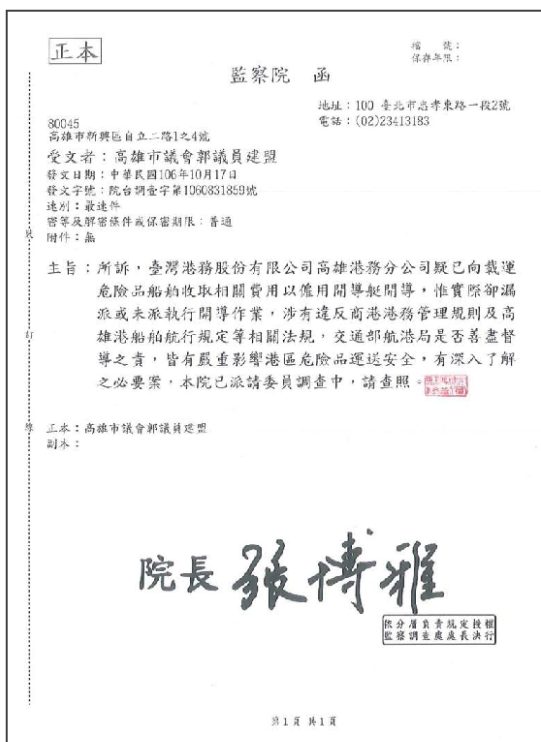 正本
檔　　號：
保存年限：
監察院　函
地址：100 臺北市忠孝東路一段2號
電話：(02)23413183
80045
高雄市新興區自立二路1之4號
受文者：高雄市議會郭議員建盟
發文日期：中華民國106年10月17日
發文字號：院台調壹字第1060831859號
速別：最速件
密等及解密條件或保密期限：普通
附件：無
主旨：所訴，臺灣港務股份有限公司高雄港務分公司疑已向載運
危險品船舶收取相關費用以僱用開導艇開導，惟實際卻漏
派或未派執行開導作業，涉有違反商港港務管理規則及高
雄港船舶航行規定等相關法規，交通部航港局是否善盡督
導之責，皆有嚴重影響港區危險品運送安全，有深入了解
之必要案，本院已派請委員調查中，請查照。
裝
訂
線
正本：高雄市議會郭議員建盟
副本：
院長 張博雅
依分層負責規定授權
監察調查處處長決行
第1頁 共1頁